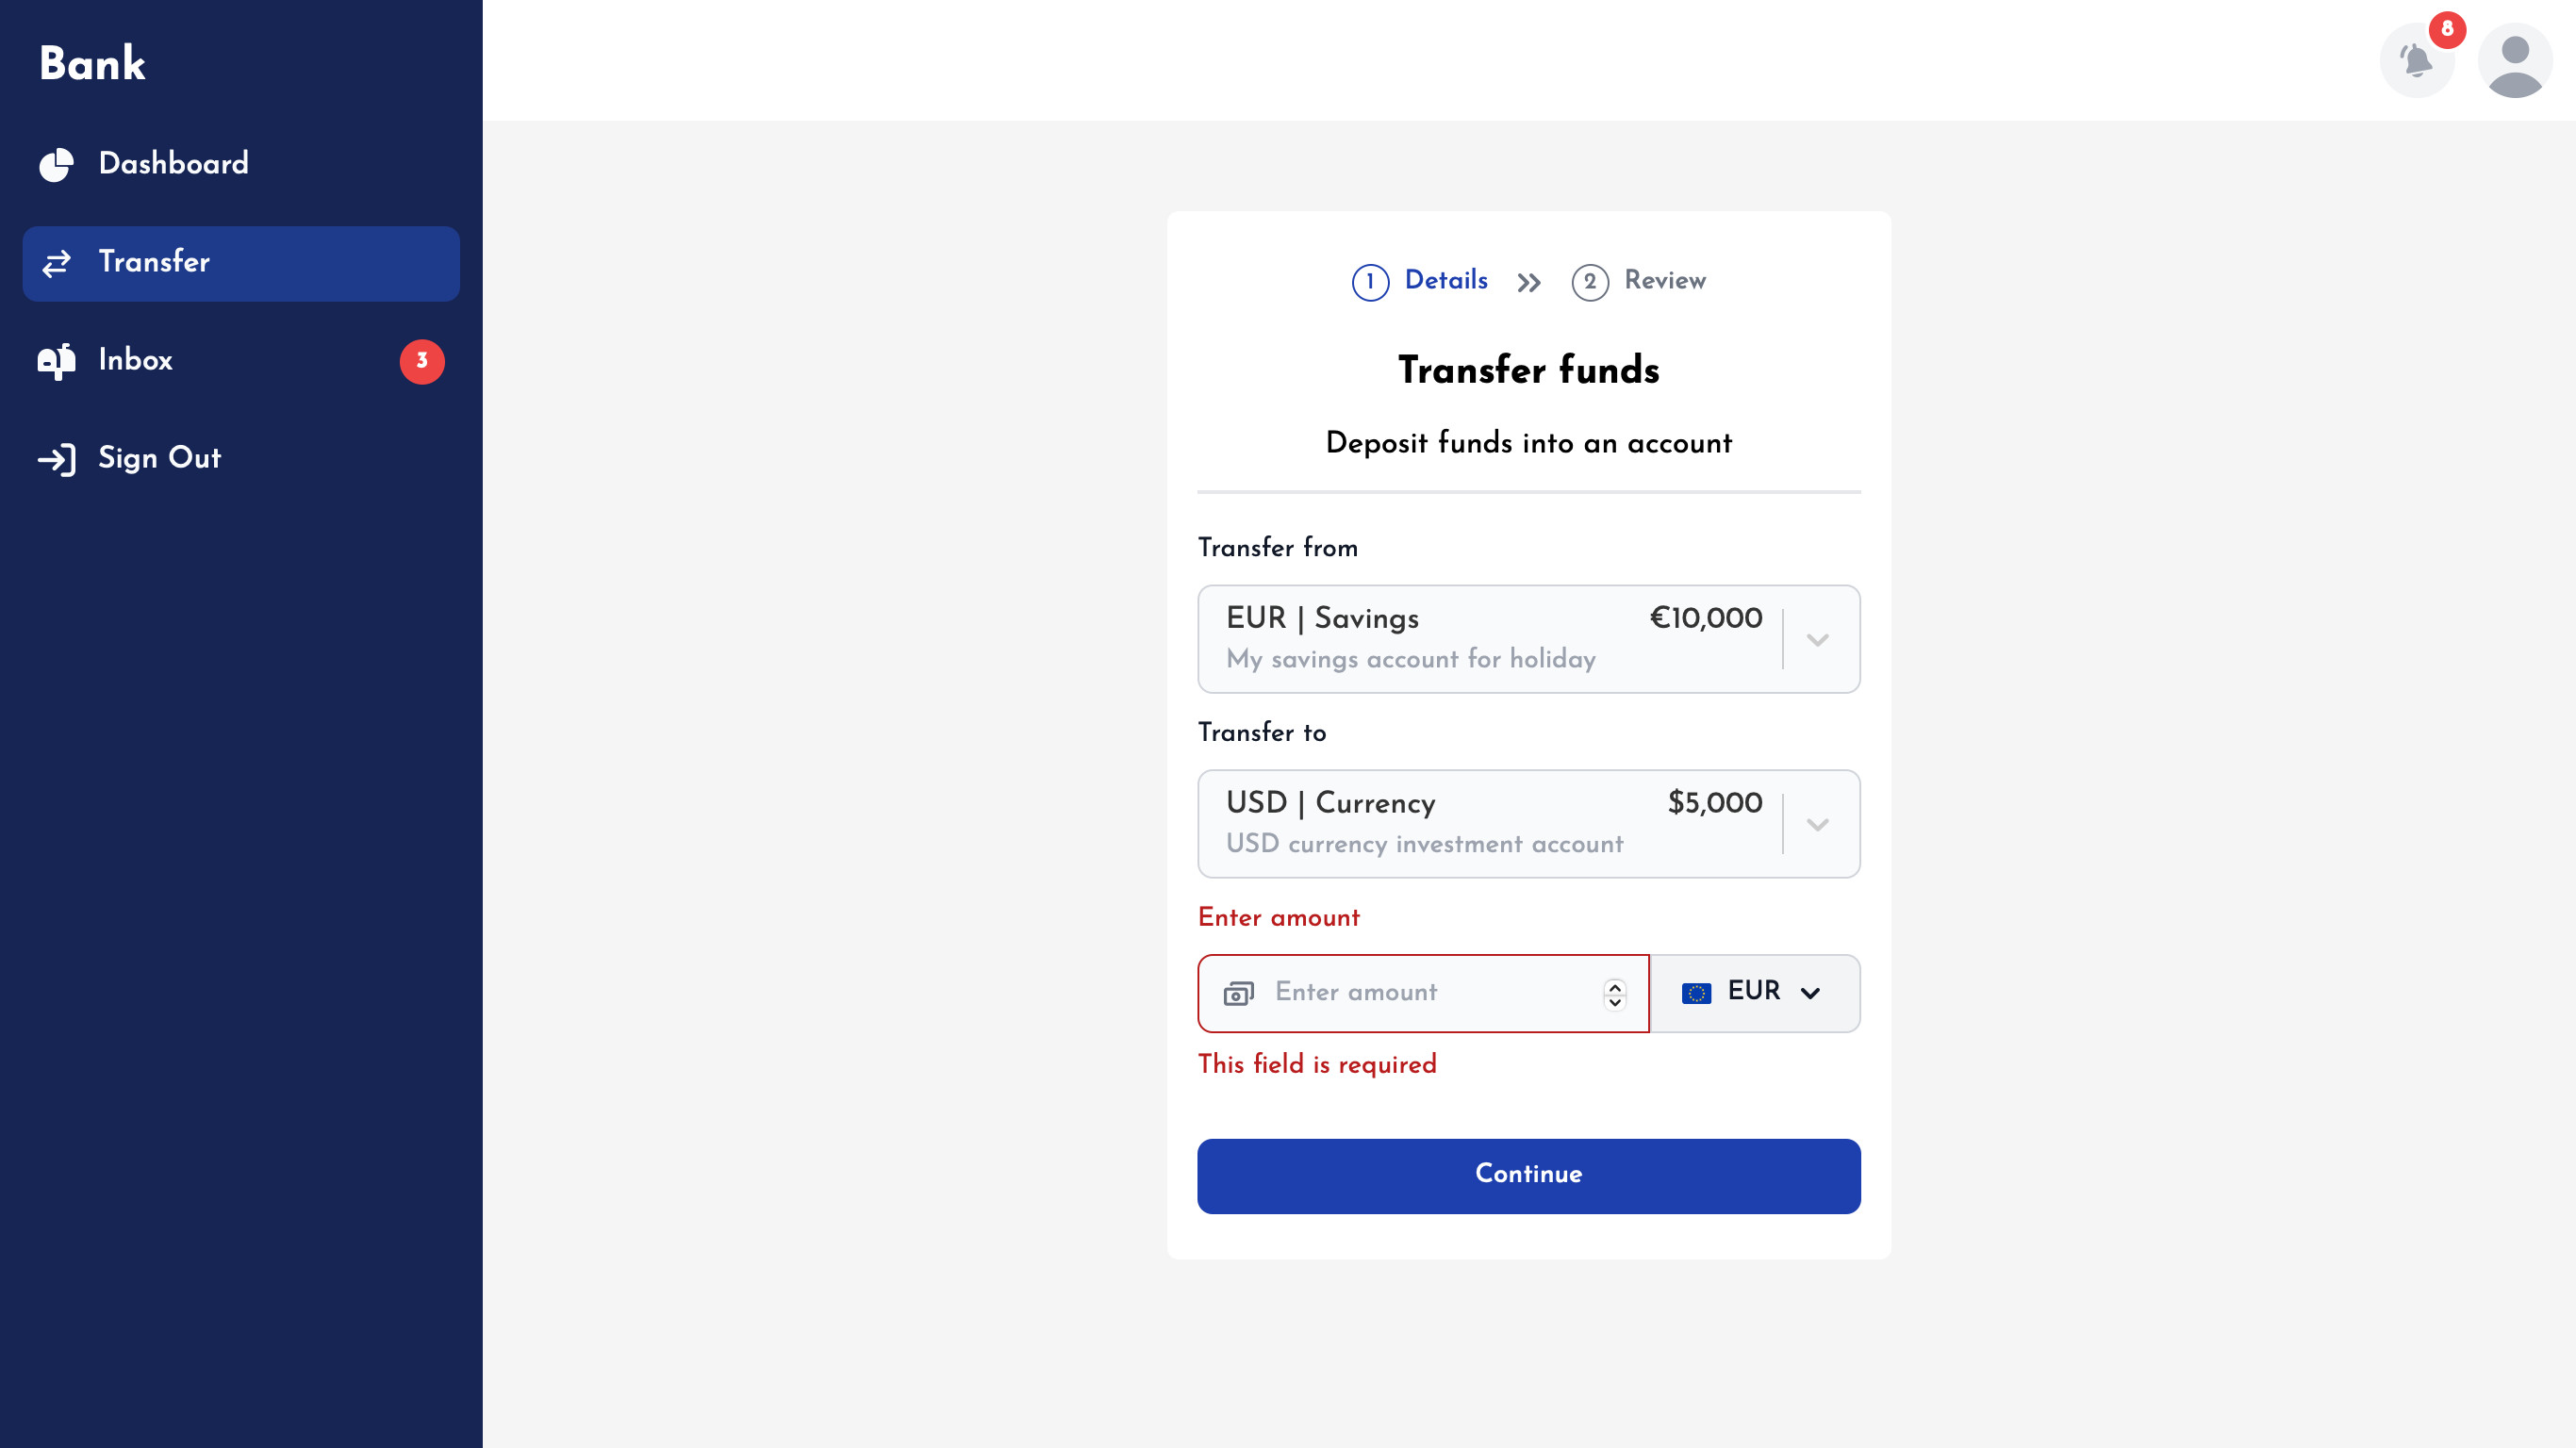 Bank
Dashboard
Transfer
Inbox
3
Sign Out
8
1 Details 2 Review
Transfer funds
Deposit funds into an account
Transfer from
EUR | Savings €10,000
My savings account for holiday
Transfer to
USD | Currency $5,000
USD currency investment account
Enter amount
Enter amount EUR
This field is required
Continue